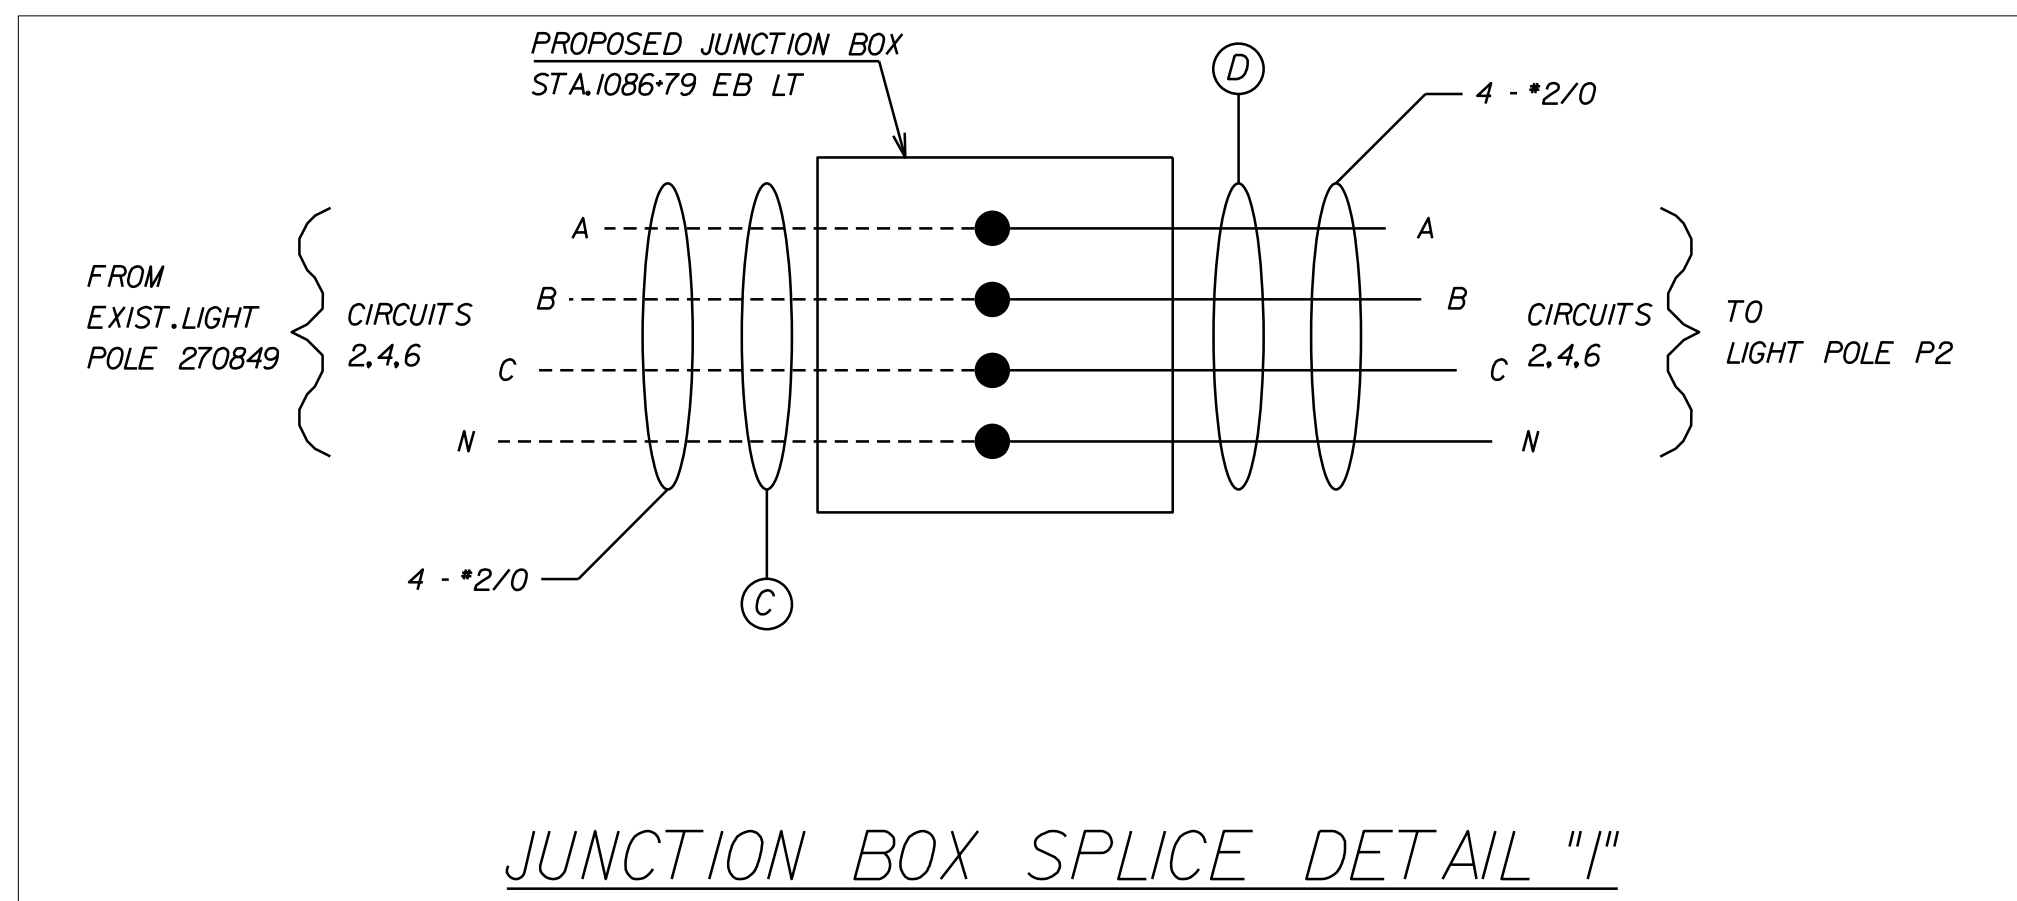 PROPOSED JUNCTION BOX
STA. 1086+79 EB LT
D
4 - #2/0
A
B
C
N
FROM
EXIST. LIGHT
POLE 270849
CIRCUITS
2,4,6
A
B
C
N
CIRCUITS
2,4,6
TO
LIGHT POLE P2
4 - #2/0
C
JUNCTION BOX SPLICE DETAIL "1"